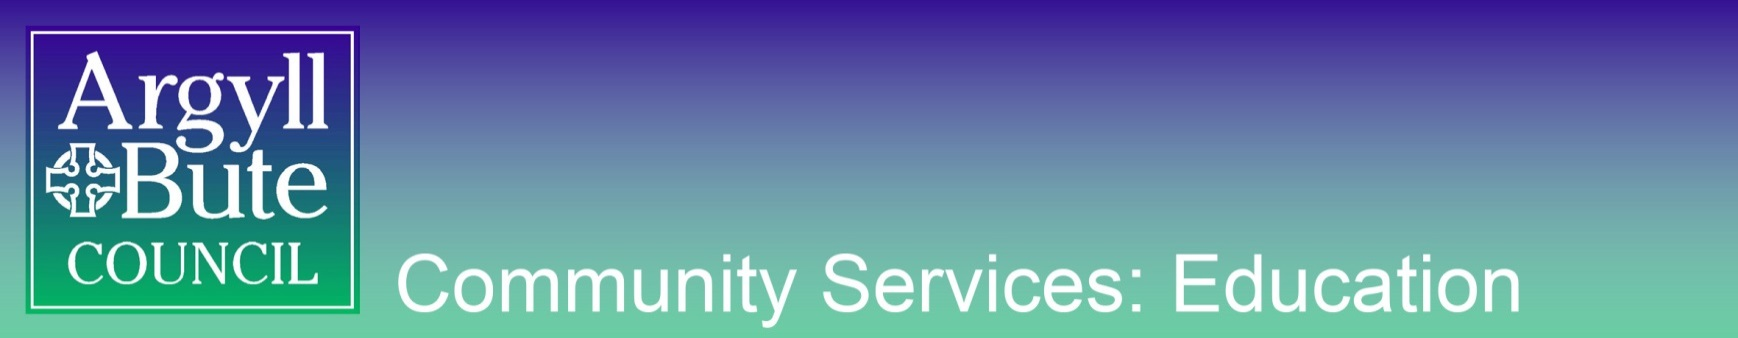 Argyll
Bute
COUNCIL
Community Services: Education